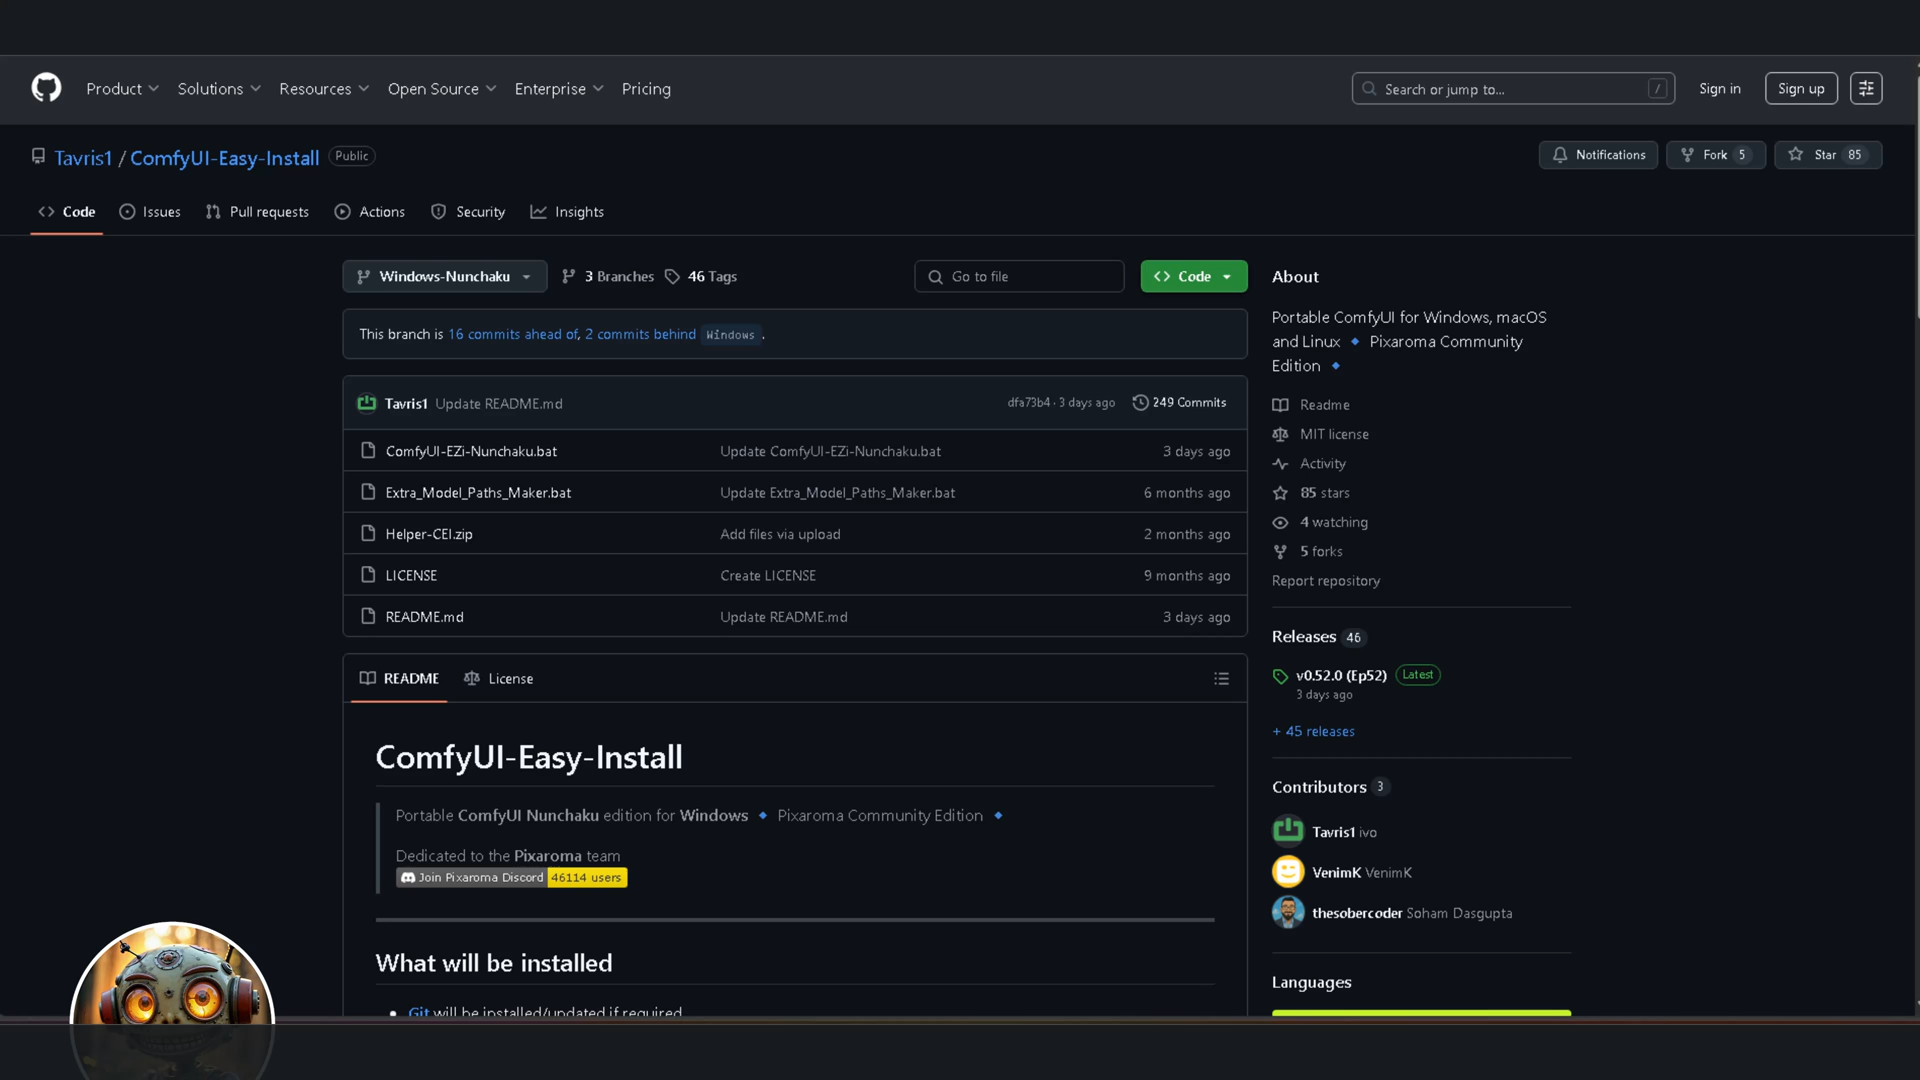 Product Solutions Resources Open Source Enterprise Pricing Search or jump to... / Sign in Sign up
Tavris1 / ComfyUI-Easy-Install Public Notifications Fork 5 Star 85
Code Issues Pull requests Actions Security Insights
Windows-Nunchaku 3 Branches 46 Tags Go to file Code
This branch is 16 commits ahead of, 2 commits behind Windows .
Tavris1 Update README.md dfa73b4 · 3 days ago 249 Commits
ComfyUI-EZi-Nunchaku.bat Update ComfyUI-EZi-Nunchaku.bat 3 days ago
Extra_Model_Paths_Maker.bat Update Extra_Model_Paths_Maker.bat 6 months ago
Helper-CEI.zip Add files via upload 2 months ago
LICENSE Create LICENSE 9 months ago
README.md Update README.md 3 days ago
README License
ComfyUI-Easy-Install
Portable ComfyUI Nunchaku edition for Windows 🔹 Pixaroma Community Edition 🔹
Dedicated to the Pixaroma team
Join Pixaroma Discord 46114 users
What will be installed
• Git will be installed/updated if required
About
Portable ComfyUI for Windows, macOS
and Linux 🔹 Pixaroma Community
Edition 🔹
Readme
MIT license
Activity
85 stars
4 watching
5 forks
Report repository
Releases 46
v0.52.0 (Ep52) Latest
3 days ago
+ 45 releases
Contributors 3
Tavris1 ivo
VenimK VenimK
thesobercoder Soham Dasgupta
Languages